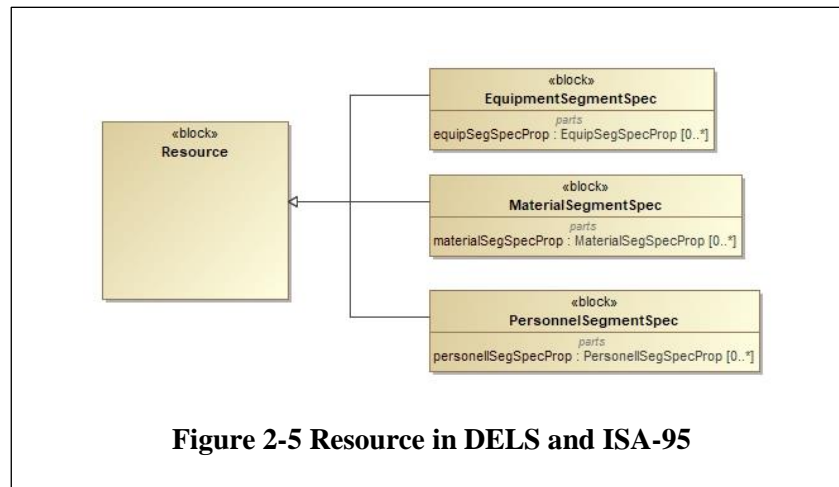 «block»
Resource
«block»
EquipmentSegmentSpec
parts
equipSegSpecProp : EquipSegSpecProp [0..*]
«block»
MaterialSegmentSpec
parts
materialSegSpecProp : MaterialSegSpecProp [0..*]
«block»
PersonnelSegmentSpec
parts
personellSegSpecProp : PersonellSegSpecProp [0..*]
Figure 2-5 Resource in DELS and ISA-95